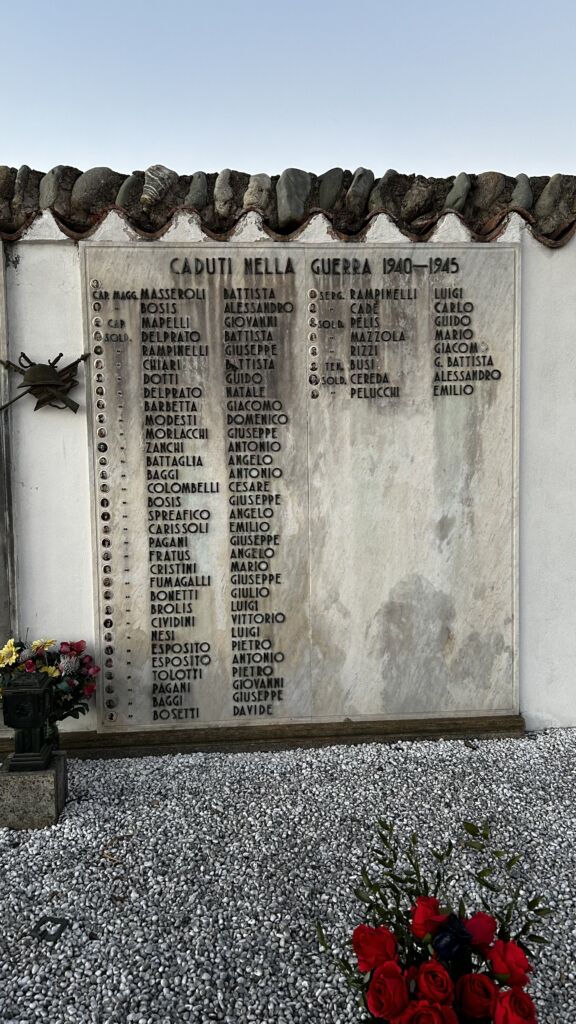 CADUTI NELLA GUERRA 1940-1945
CAP. MAGG. MASSEROLI BATTISTA
" BOSIS ALESSANDRO
CAP. MAPELLI GIOVANNI
SOLD. DELPRATO BATTISTA
" RAMPINELLI GIUSEPPE
" CHIARI BATTISTA
" DOTTI GUIDO
" DELPRATO NATALE
" BARBETTA GIACOMO
" MODESTI DOMENICO
" MORLACCHI GIUSEPPE
" ZANCHI ANTONIO
" BATTAGLIA ANGELO
" BAGGI ANTONIO
" COLOMBELLI CESARE
" BOSIS GIUSEPPE
" SPREAFICO ANGELO
" CARISSOLI EMILIO
" PAGANI GIUSEPPE
" FRATUS ANGELO
" CRISTINI MARIO
" FUMAGALLI GIUSEPPE
" BONETTI GIULIO
" BROLIS LUIGI
" CIVIDINI VITTORIO
" NESI LUIGI
" ESPOSITO PIETRO
" ESPOSITO ANTONIO
" TOLOTTI PIETRO
" PAGANI GIOVANNI
" BAGGI GIUSEPPE
" BOSETTI DAVIDE
SERG. RAMPINELLI LUIGI
" CADÈ CARLO
SOLD. PELIS GUIDO
" MAZZOLA MARIO
" RIZZI GIACOMO
TEN. BUSI G. BATTISTA
SOLD. CEREDA ALESSANDRO
" PELUCCHI EMILIO